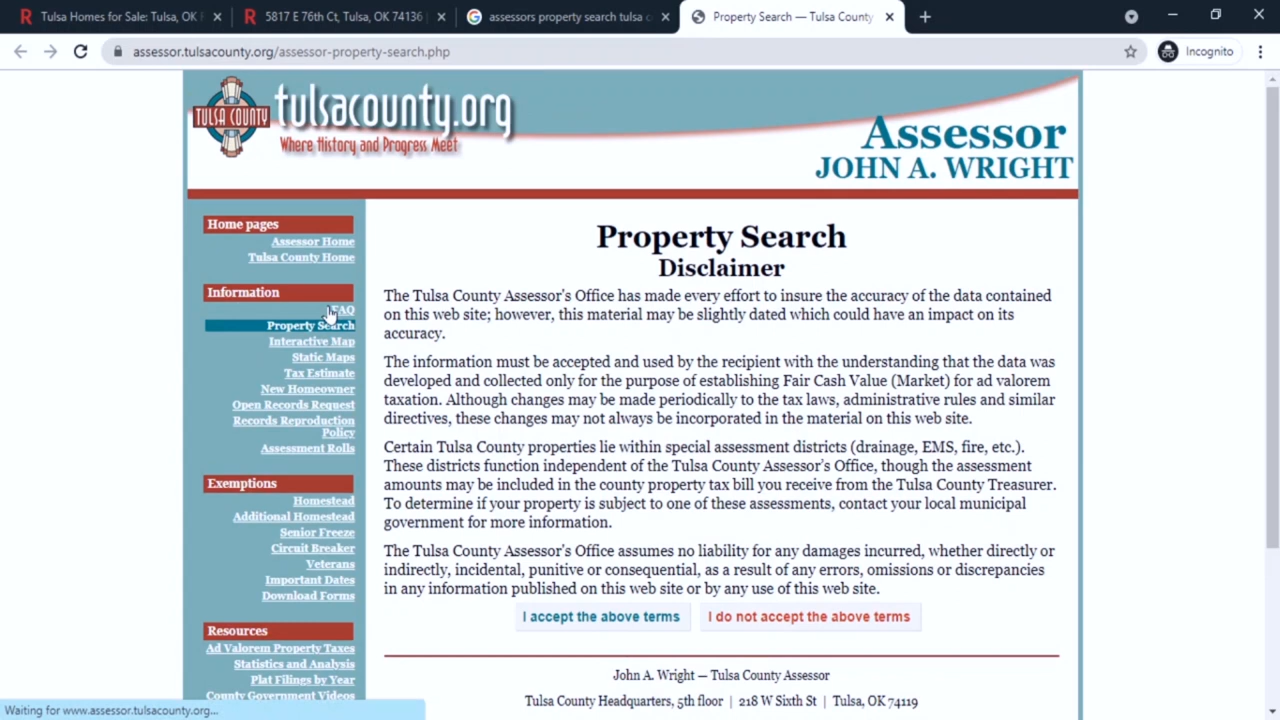 Tulsa Homes for Sale: Tulsa, OK
5817 E 76th Ct, Tulsa, OK 74136 |
assessors property search tulsa c
Property Search — Tulsa County
assessor.tulsacounty.org/assessor-property-search.php
Incognito
TULSA COUNTY
tulsacounty.org
Where History and Progress Meet
Assessor
JOHN A. WRIGHT
Home pages
Assessor Home
Tulsa County Home
Information
FAQ
Property Search
Interactive Map
Static Maps
Tax Estimate
New Homeowner
Open Records Request
Records Reproduction
Policy
Assessment Rolls
Exemptions
Homestead
Additional Homestead
Senior Freeze
Circuit Breaker
Veterans
Important Dates
Download Forms
Resources
Ad Valorem Property Taxes
Statistics and Analysis
Plat Filings by Year
County Government Videos
Property Search
Disclaimer
The Tulsa County Assessor's Office has made every effort to insure the accuracy of the data contained
on this web site; however, this material may be slightly dated which could have an impact on its
accuracy.
The information must be accepted and used by the recipient with the understanding that the data was
developed and collected only for the purpose of establishing Fair Cash Value (Market) for ad valorem
taxation. Although changes may be made periodically to the tax laws, administrative rules and similar
directives, these changes may not always be incorporated in the material on this web site.
Certain Tulsa County properties lie within special assessment districts (drainage, EMS, fire, etc.).
These districts function independent of the Tulsa County Assessor's Office, though the assessment
amounts may be included in the county property tax bill you receive from the Tulsa County Treasurer.
To determine if your property is subject to one of these assessments, contact your local municipal
government for more information.
The Tulsa County Assessor's Office assumes no liability for any damages incurred, whether directly or
indirectly, incidental, punitive or consequential, as a result of any errors, omissions or discrepancies
in any information published on this web site or by any use of this web site.
I accept the above terms
I do not accept the above terms
John A. Wright — Tulsa County Assessor
Tulsa County Headquarters, 5th floor | 218 W Sixth St | Tulsa, OK 74119
Waiting for www.assessor.tulsacounty.org...